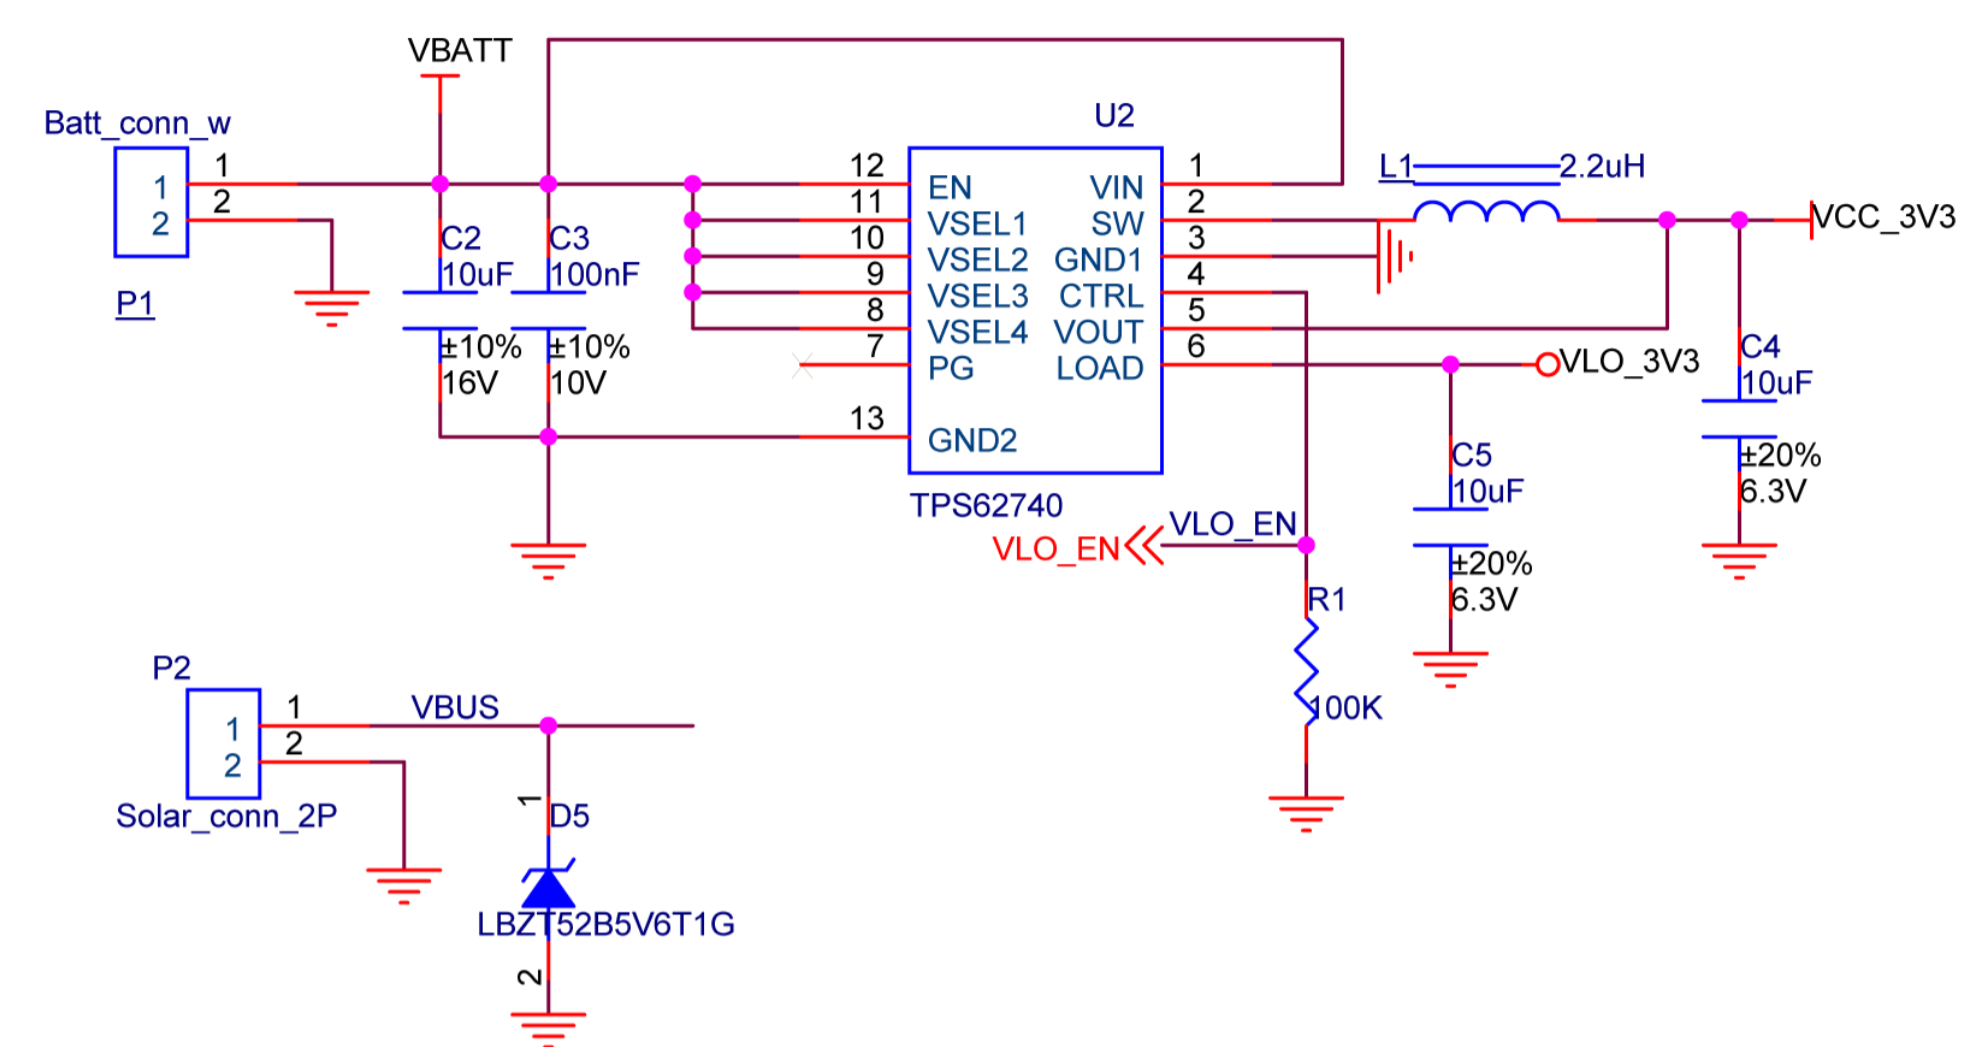 VBATT
Batt_conn_w
1
1
2
2
P1
C2
10uF
±10%
16V
C3
100nF
±10%
10V
U2
12
EN
11
VSEL1
10
VSEL2
9
VSEL3
8
VSEL4
7
PG
13
GND2
VIN
1
SW
2
GND1
3
CTRL
4
VOUT
5
LOAD
6
TPS62740
L1
2.2uH
VCC_3V3
VLO_3V3
C4
10uF
±20%
6.3V
C5
10uF
±20%
6.3V
VLO_EN
VLO_EN
R1
100K
P2
1
1
2
2
VBUS
Solar_conn_2P
1
D5
LBZT52B5V6T1G
2